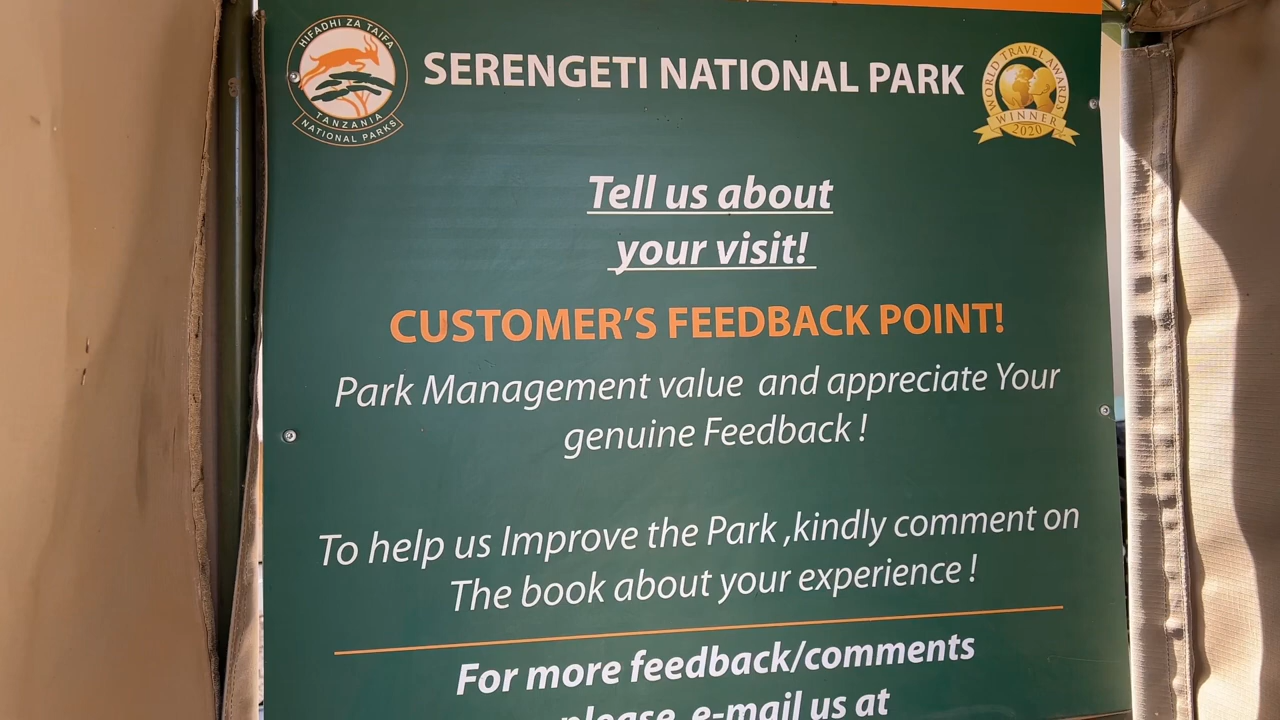 HIFADHI ZA TAIFA
TANZANIA
NATIONAL PARKS
SERENGETI NATIONAL PARK
WORLD TRAVEL AWARDS
WINNER
2020
Tell us about
your visit!
CUSTOMER'S FEEDBACK POINT!
Park Management value and appreciate Your
genuine Feedback !
To help us Improve the Park ,kindly comment on
The book about your experience !
For more feedback/comments
please e-mail us at